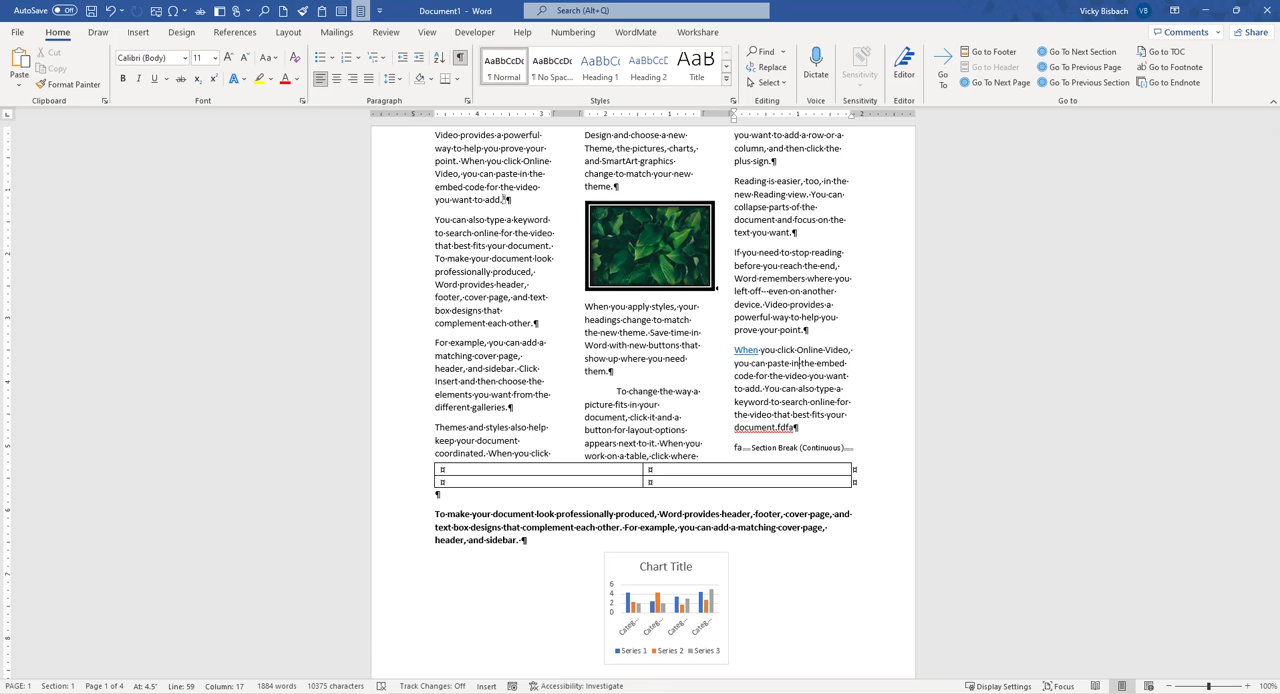 AutoSave Off Document1 - Word Search (Alt+Q) Vicky Bisbach VB
File Home Draw Insert Design References Layout Mailings Review View Developer Help Numbering WordMate Workshare Comments Share
Paste Cut Copy Format Painter
Calibri (Body) 11
¶ Normal ¶ No Spac... Heading 1 Heading 2 Title
Find Replace Select
Dictate Sensitivity Editor
Go To Go to Footer Go to Header Go To Next Page Go To Next Section Go To Previous Page Go To Previous Section Go to TOC Go to Footnote Go to Endnote
Clipboard Font Paragraph Styles Editing Voice Sensitivity Editor Go to
Video·provides·a·powerful·
way·to·help·you·prove·your·
point.·When·you·click·Online·
Video,·you·can·paste·in·the·
embed·code·for·the·video·
you·want·to·add.¶
You·can·also·type·a·keyword·
to·search·online·for·the·video·
that·best·fits·your·document.·
To·make·your·document·look·
professionally·produced,·
Word·provides·header,·
footer,·cover·page,·and·text·
box·designs·that·
complement·each·other.¶
For·example,·you·can·add·a·
matching·cover·page,·
header,·and·sidebar.·Click·
Insert·and·then·choose·the·
elements·you·want·from·the·
different·galleries.¶
Themes·and·styles·also·help·
keep·your·document·
coordinated.·When·you·click·
Design·and·choose·a·new·
Theme,·the·pictures,·charts,·
and·SmartArt·graphics·
change·to·match·your·new·
theme.¶
When·you·apply·styles,·your·
headings·change·to·match·
the·new·theme.·Save·time·in·
Word·with·new·buttons·that·
show·up·where·you·need·
them.¶
To·change·the·way·a·
picture·fits·in·your·
document,·click·it·and·a·
button·for·layout·options·
appears·next·to·it.·When·you·
work·on·a·table,·click·where·
you·want·to·add·a·row·or·a·
column,·and·then·click·the·
plus·sign.¶
Reading·is·easier,·too,·in·the·
new·Reading·view.·You·can·
collapse·parts·of·the·
document·and·focus·on·the·
text·you·want.¶
If·you·need·to·stop·reading·
before·you·reach·the·end,·
Word·remembers·where·you·
left·off·-·even·on·another·
device.·Video·provides·a·
powerful·way·to·help·you·
prove·your·point.¶
When·you·click·Online·Video,·
you·can·paste·in·the·embed·
code·for·the·video·you·want·
to·add.·You·can·also·type·a·
keyword·to·search·online·for·
the·video·that·best·fits·your·
document.fdfa¶
fa Section Break (Continuous)
To·make·your·document·look·professionally·produced,·Word·provides·header,·footer,·cover·page,·and·
text·box·designs·that·complement·each·other.·For·example,·you·can·add·a·matching·cover·page,·
header,·and·sidebar.·¶
Chart Title
6
4
2
0
Categ... Categ... Categ... Categ...
Series 1 Series 2 Series 3
PAGE: 1 Section: 1 Page 1 of 4 At: 4.5" Line: 59 Column: 17 1884 words 10375 characters Track Changes: Off Insert Accessibility: Investigate Display Settings Focus 100%